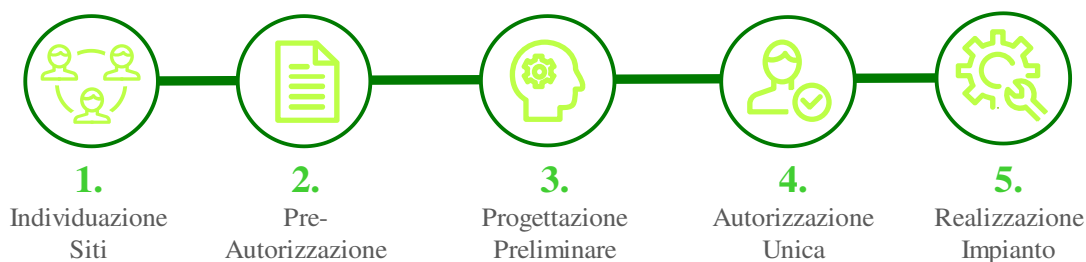 1.
Individuazione
Siti
2.
Pre-
Autorizzazione
3.
Progettazione
Preliminare
4.
Autorizzazione
Unica
5.
Realizzazione
Impianto